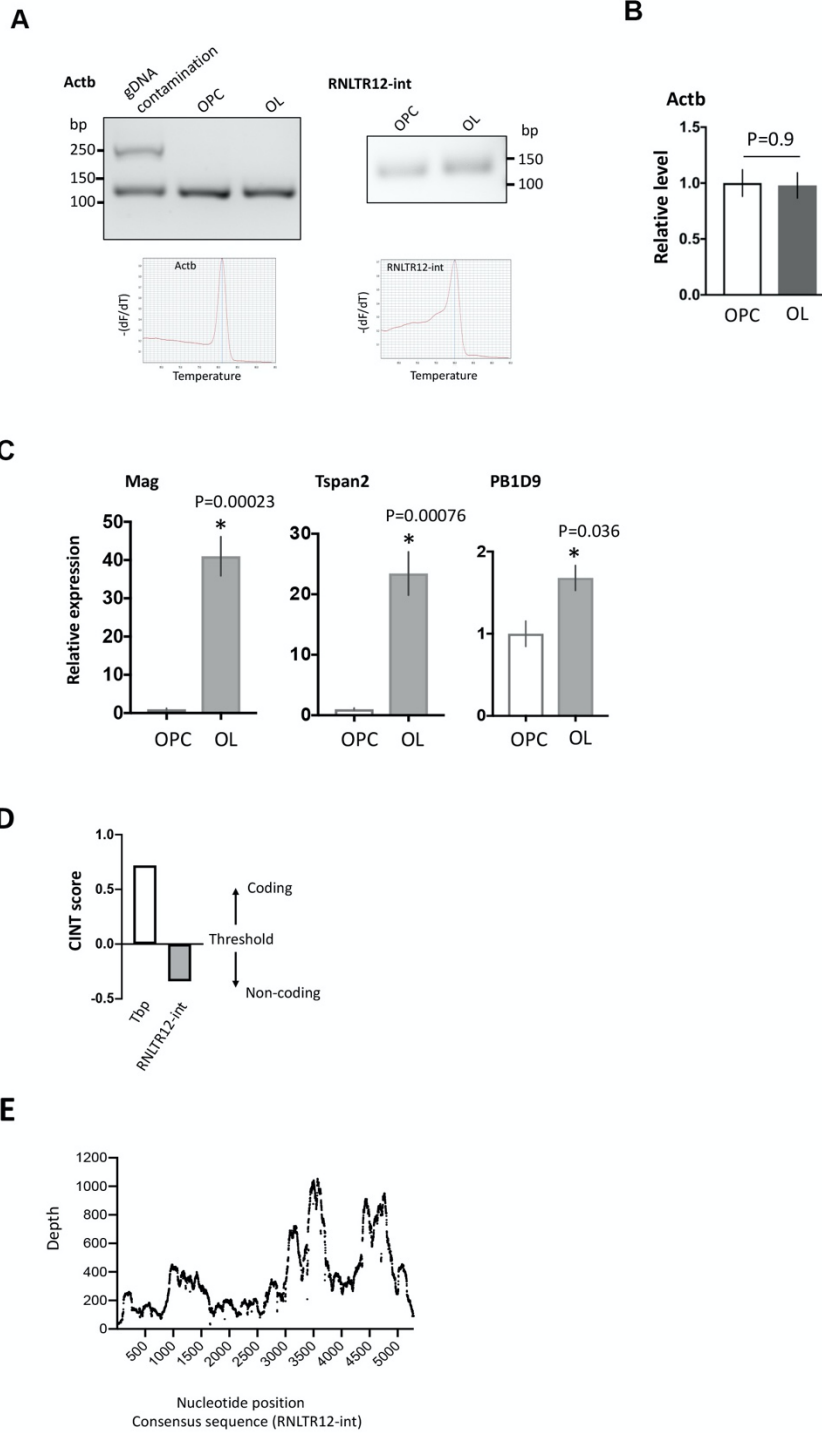 A
Actb
gDNA
contamination
OPC
OL
bp
250
150
100
RNLTR12-int
OPC
OL
bp
150
100
Actb
-(dF/dT)
Temperature
RNLTR12-int
-(dF/dT)
Temperature
B
Actb
P=0.9
Relative level
1.5
1.0
0.5
0.0
OPC
OL
C
Mag
P=0.00023
*
Relative expression
50
40
30
20
10
0
OPC
OL
Tspan2
P=0.00076
*
30
20
10
0
OPC
OL
PB1D9
P=0.036
*
2
1
0
OPC
OL
D
CINT score
1.0
0.5
0.0
-0.5
Tbp
RNLTR12-int
Coding
Threshold
Non-coding
E
Depth
1200
1000
800
600
400
200
0
500
1000
1500
2000
2500
3000
3500
4000
4500
5000
Nucleotide position
Consensus sequence (RNLTR12-int)